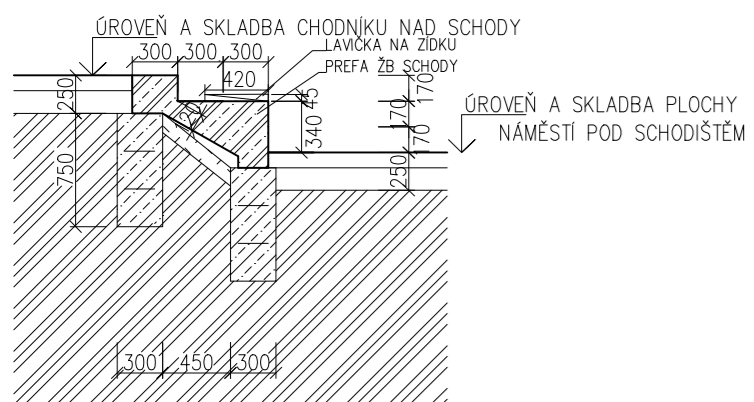 ÚROVEŇ A SKLADBA CHODNÍKU NAD SCHODY
300 300 300
LAVIČKA NA ZÍDKU
PREFA ŽB SCHODY
420
45
340
170
170
170
250
250
750
120
ÚROVEŇ A SKLADBA PLOCHY
NÁMĚSTÍ POD SCHODIŠTĚM
300 450 300